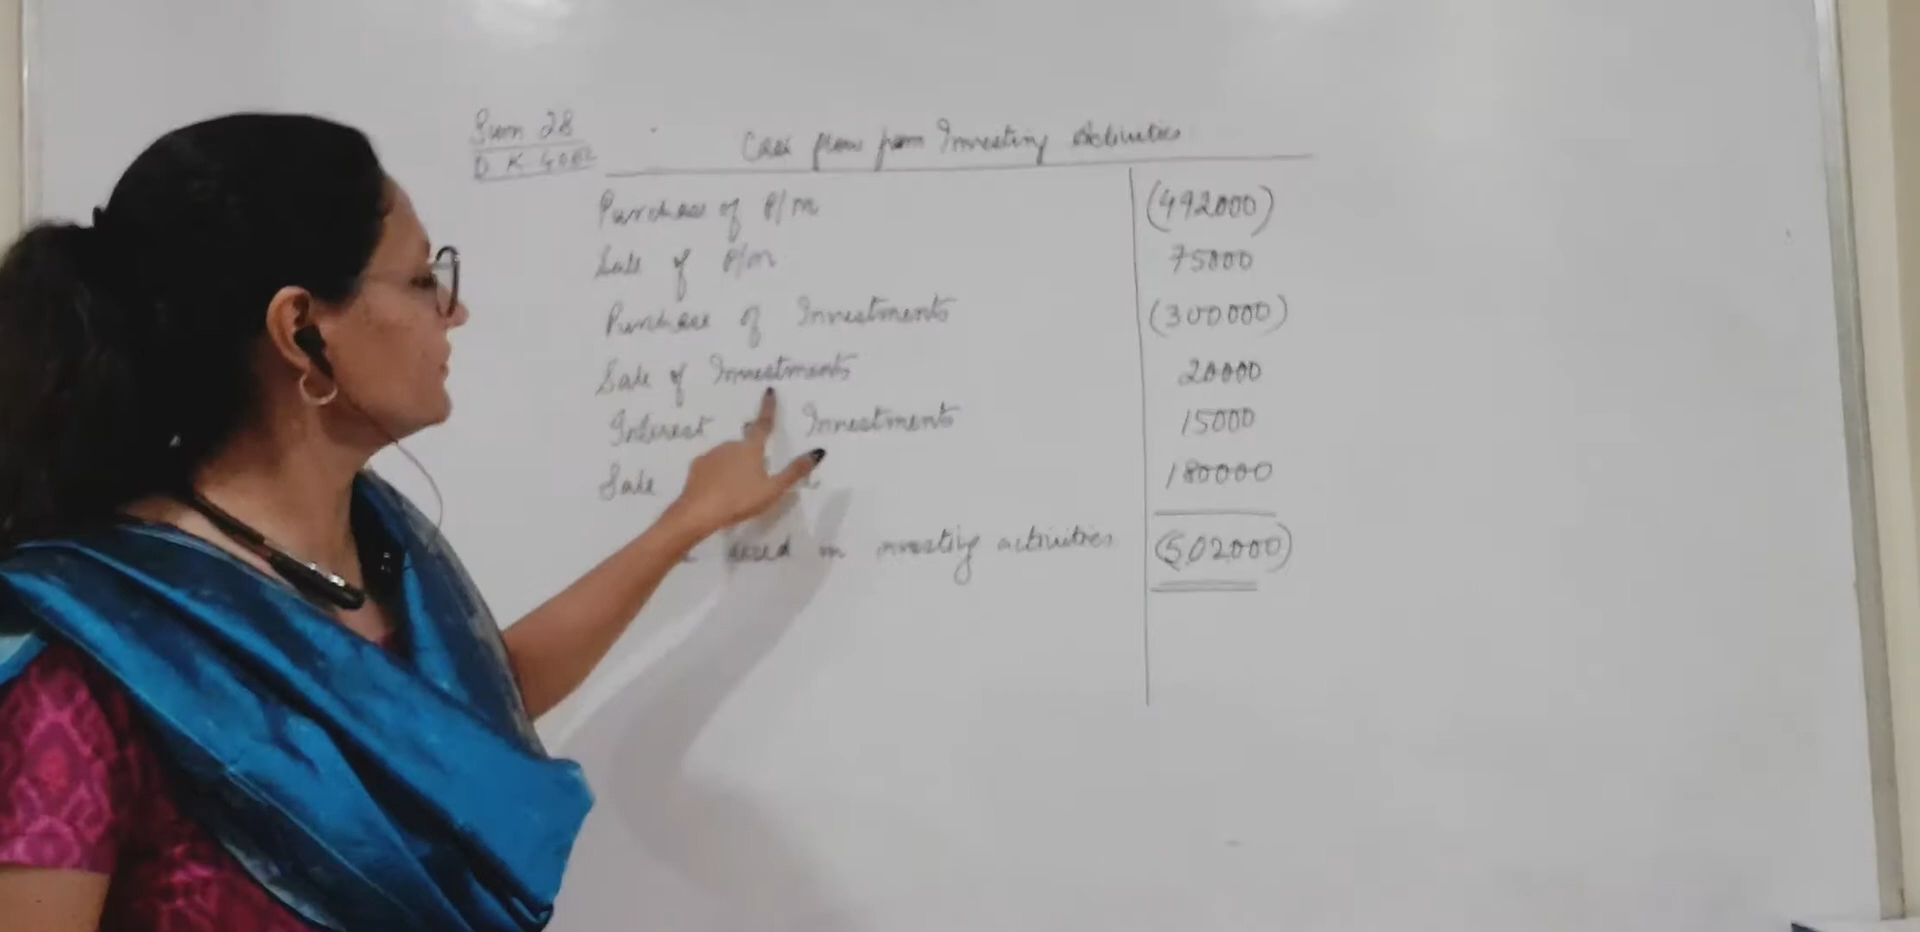 Sum 28
D K Goel
Cash flow from Investing Activities
Purchase of P/M (492000)
Sale of P/M 75000
Purchase of Investments (300000)
Sale of Investments 20000
Interest Investments 15000
Sale 180000
used in investing activities (502000)